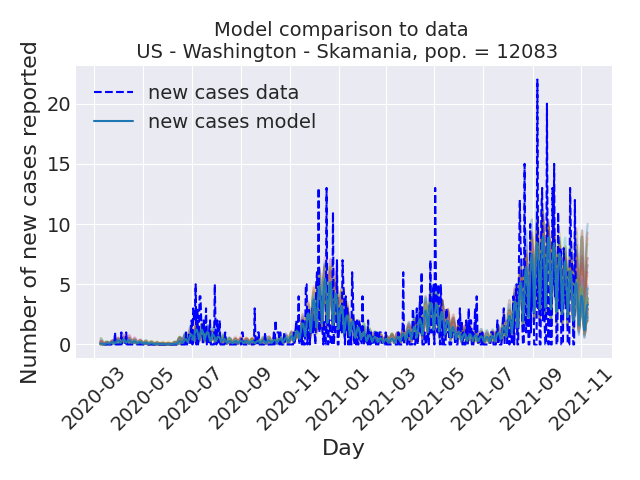 Model comparison to data
US - Washington - Skamania, pop. = 12083
Number of new cases reported
20
15
10
5
0
new cases data
new cases model
2020-03
2020-05
2020-07
2020-09
2020-11
2021-01
2021-03
2021-05
2021-07
2021-09
2021-11
Day